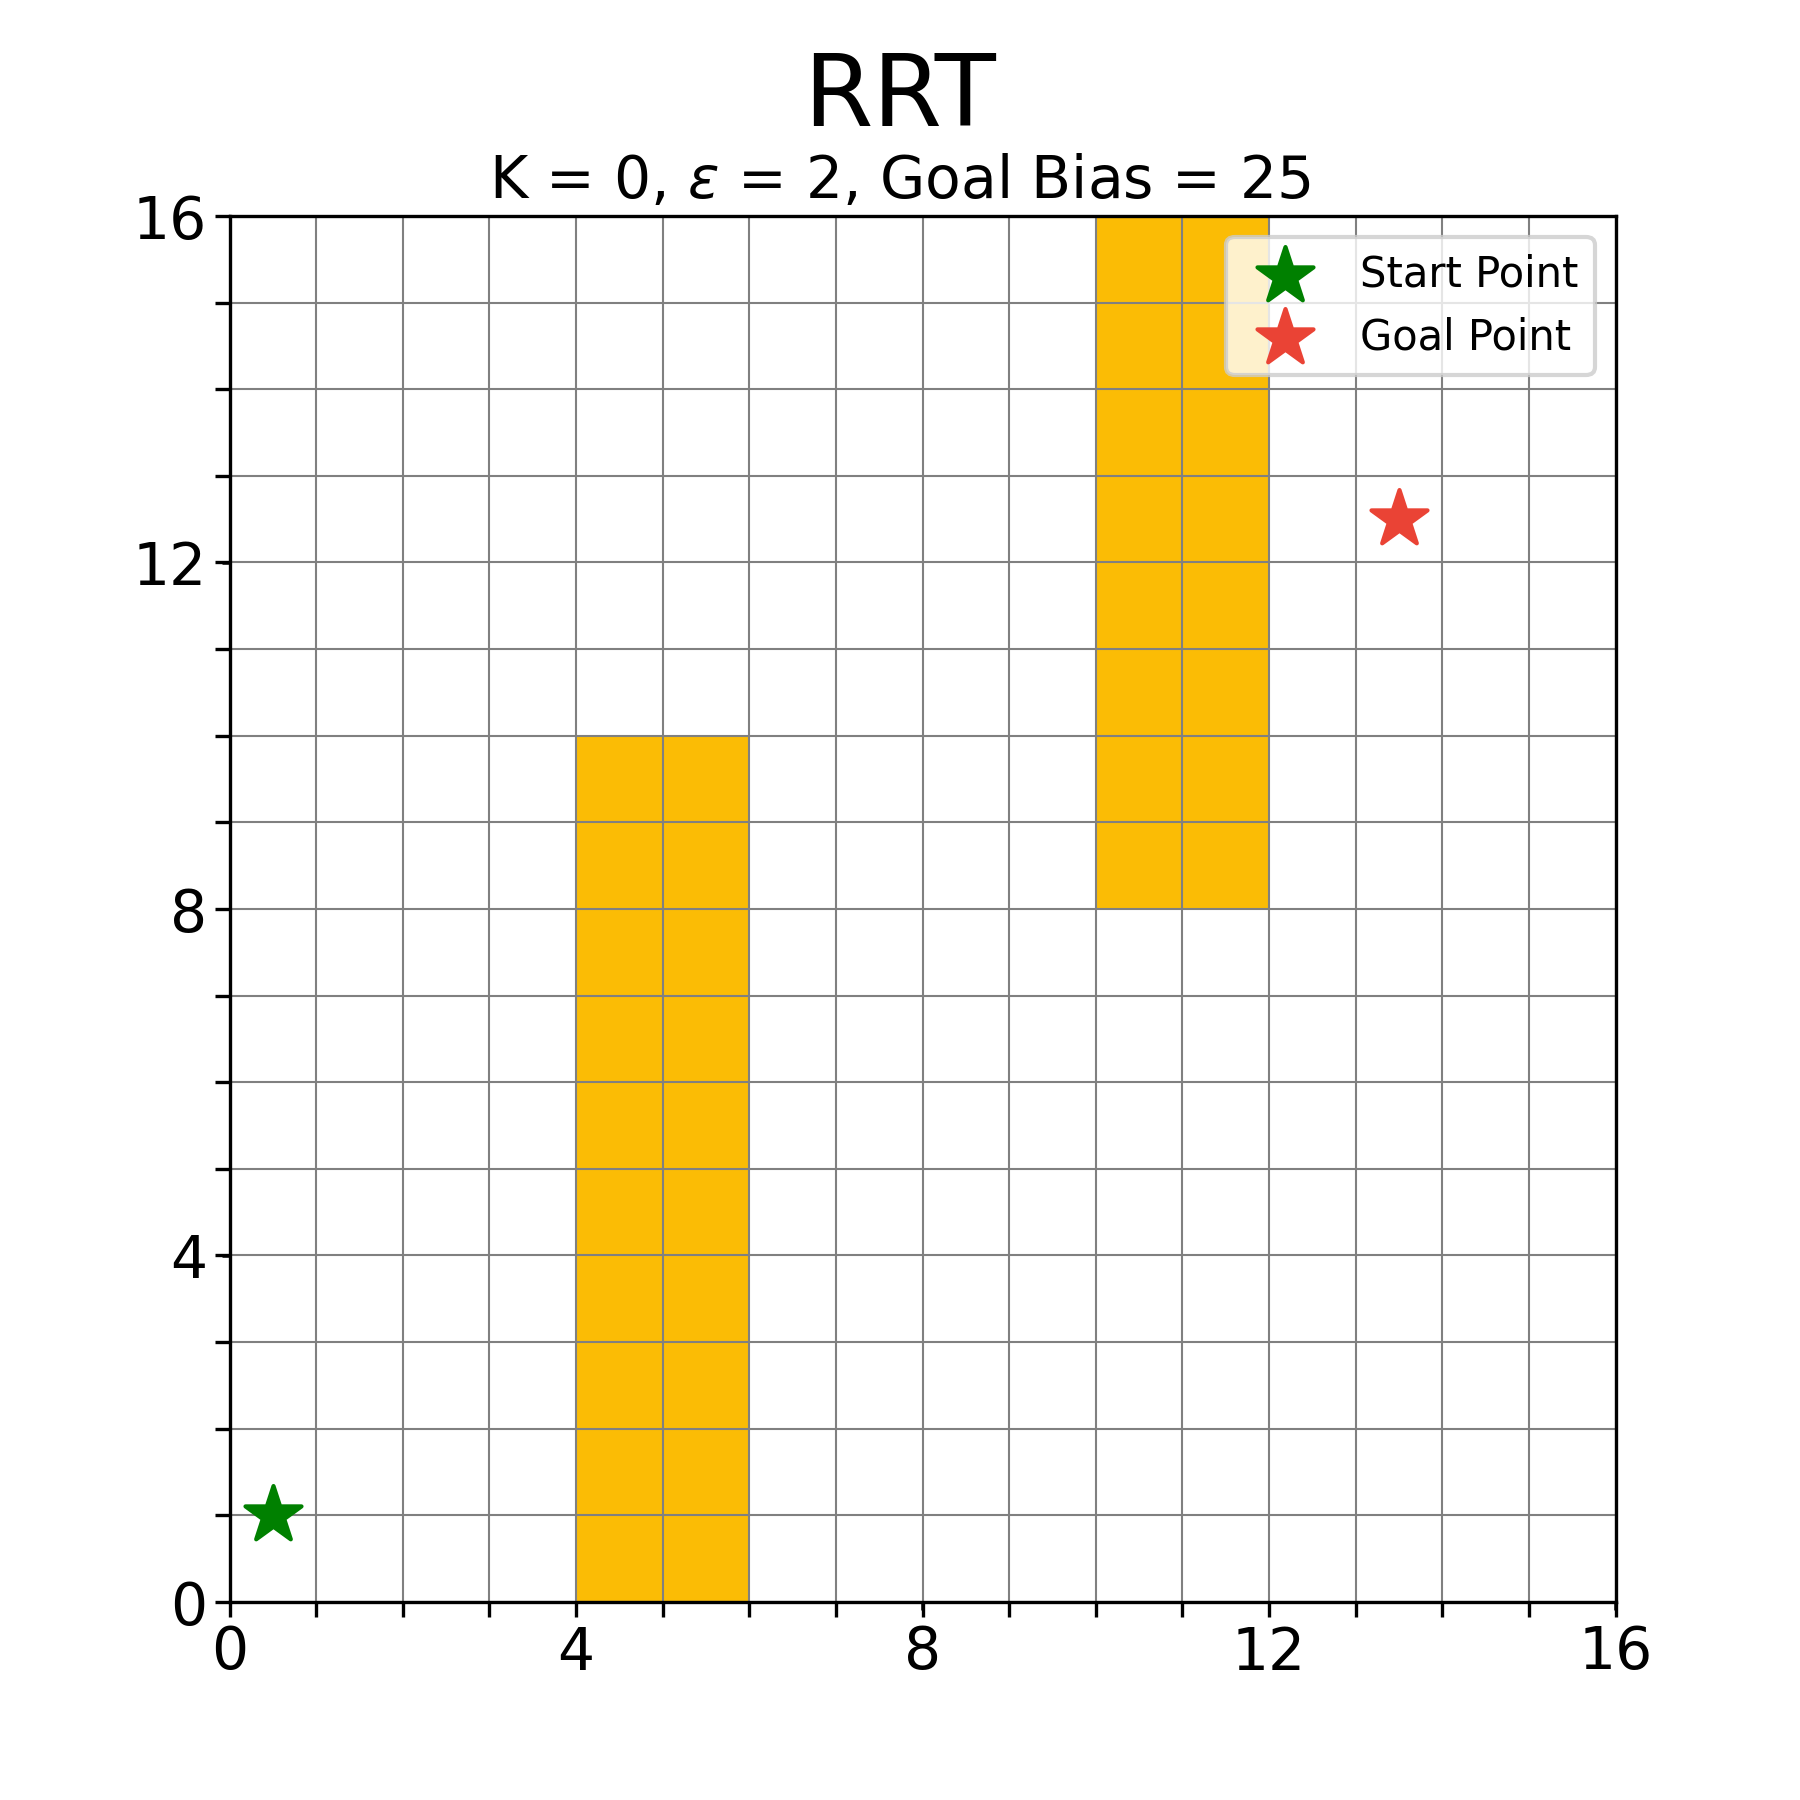 RRT
K = 0, ε = 2, Goal Bias = 25
16
Start Point
Goal Point
12
8
4
0
0 4 8 12 16